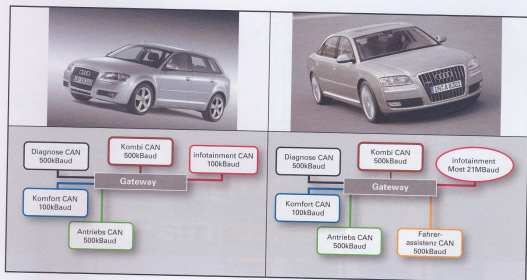 Diagnose CAN
500kBaud
Kombi CAN
500kBaud
infotainment CAN
100kBaud
Gateway
Komfort CAN
100kBaud
Antriebs CAN
500kBaud
Diagnose CAN
500kBaud
Kombi CAN
500kBaud
infotainment
Most 21MBaud
Gateway
Komfort CAN
100kBaud
Antriebs CAN
500kBaud
Fahrer-
assistenz CAN
500kBaud